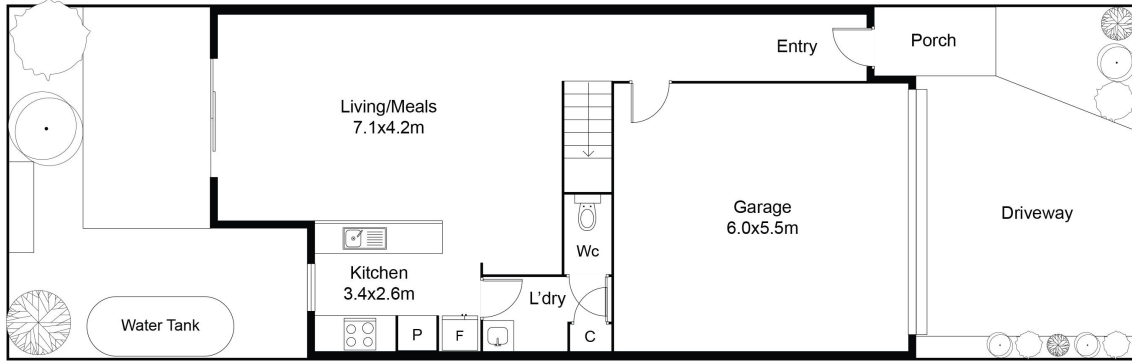 Entry
Porch
Living/Meals
7.1x4.2m
Garage
6.0x5.5m
Driveway
Wc
Kitchen
3.4x2.6m
L'dry
Water Tank
P
F
C